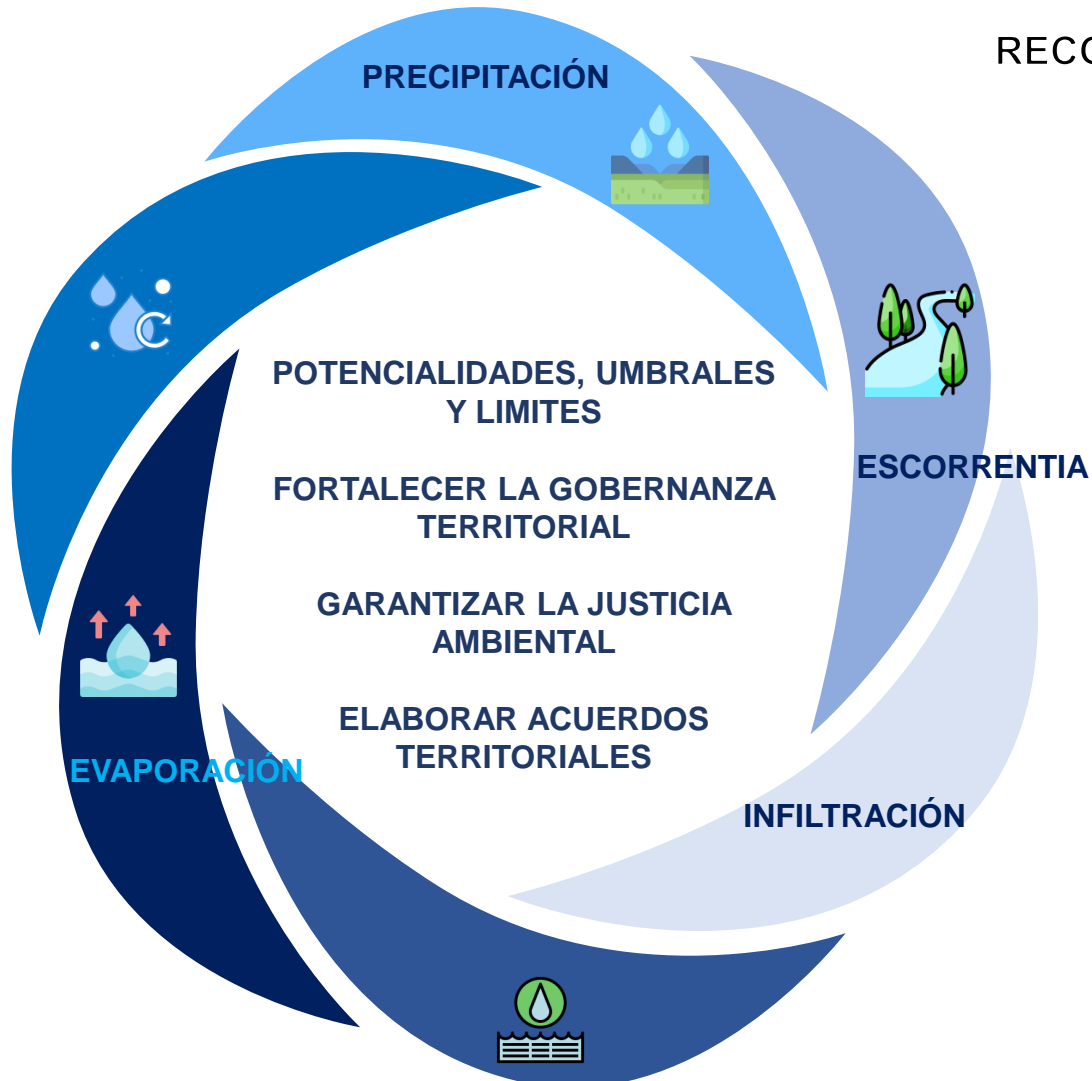 RECO
PRECIPITACIÓN
POTENCIALIDADES, UMBRALES
Y LIMITES
ESCORRENTIA
FORTALECER LA GOBERNANZA
TERRITORIAL
GARANTIZAR LA JUSTICIA
AMBIENTAL
ELABORAR ACUERDOS
TERRITORIALES
EVAPORACIÓN
INFILTRACIÓN